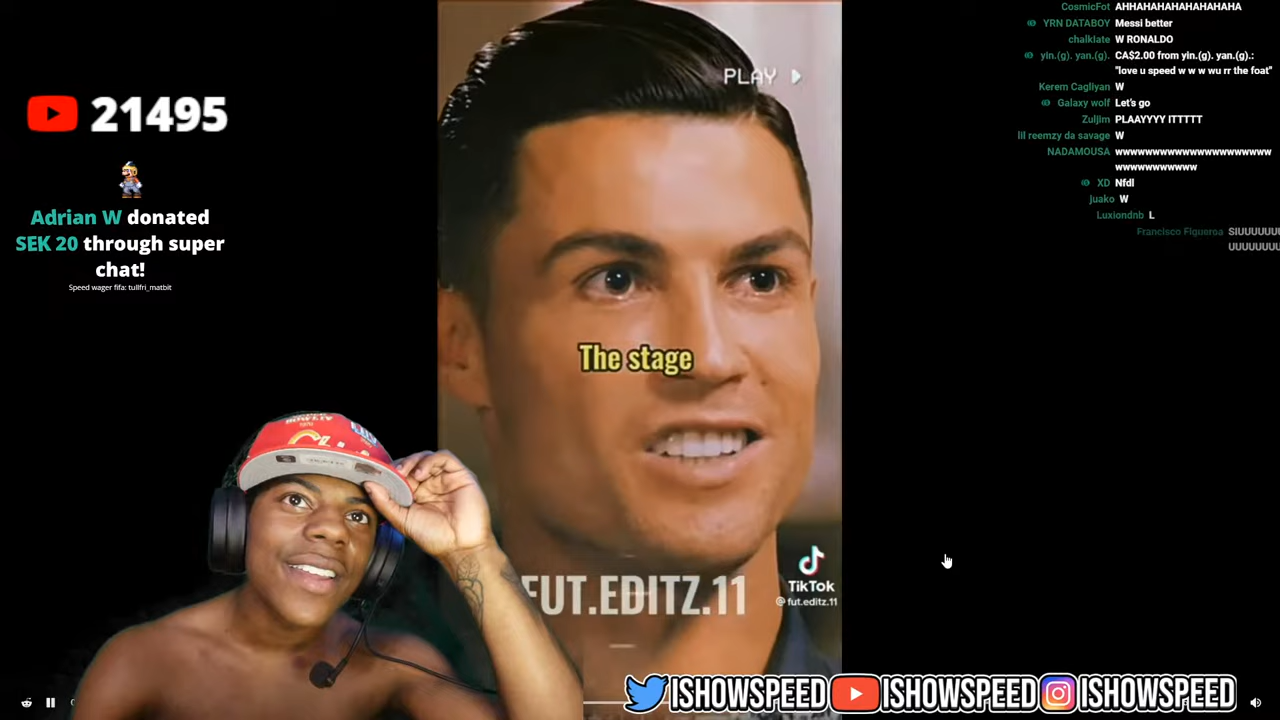 21495
Adrian W donated
SEK 20 through super
chat!
Speed wager fifa: tullfri_matbit
PLAY
The stage
FUT.EDITZ.11
TikTok
@fut.editz.11
CosmicFot AHHAHAHAHAHAHAHAHA
YRN DATABOY Messi better
chalklate W RONALDO
yin.(g). yan.(g). CA$2.00 from yin.(g). yan.(g).:
"love u speed w w w wu rr the foat"
Kerem Cagliyan W
Galaxy wolf Let's go
Zuljim PLAAYYYY ITTTTT
lil reemzy da savage W
NADAMOUSA wwwwwwwwwwwwwwwwwwwww
wwwwwwwwwww
XD Nfdl
juako W
Luxiondnb L
Francisco Figueroa SIUUUUUU
UUUUUUU
ISHOWSPEED ISHOWSPEED ISHOWSPEED